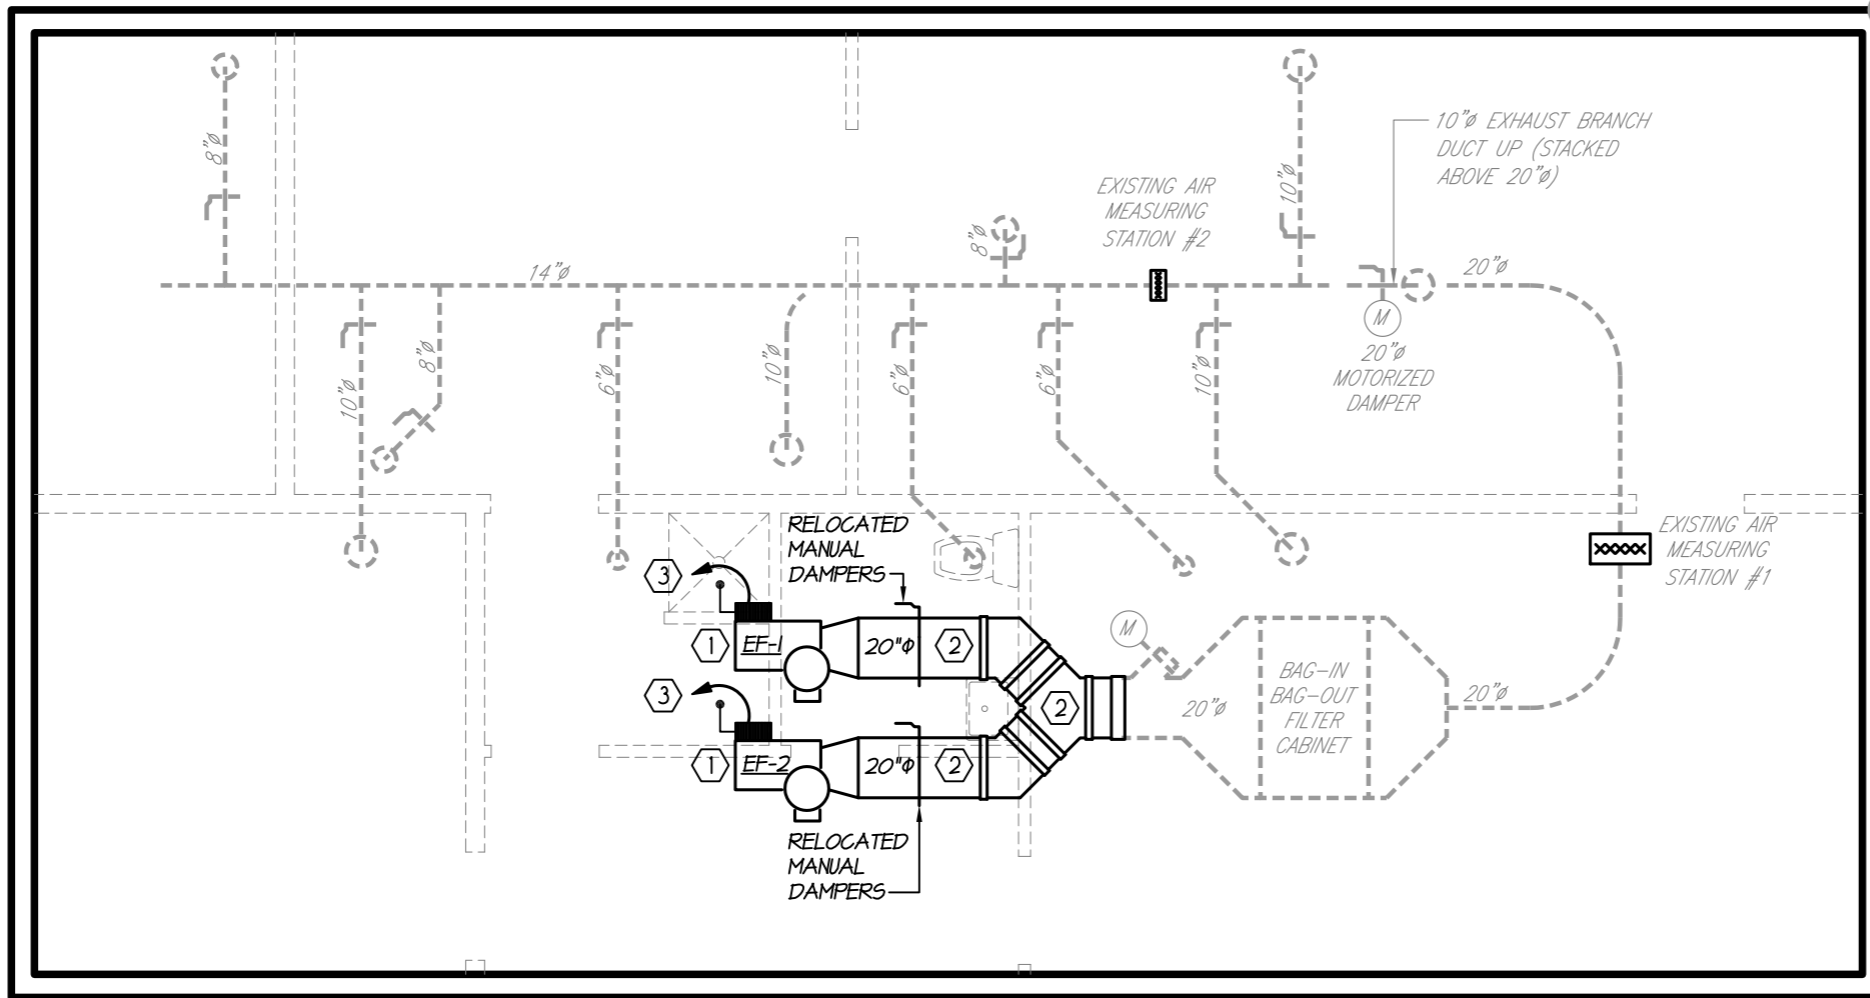 8"ø
10"ø EXHAUST BRANCH
DUCT UP (STACKED
ABOVE 20"ø)
EXISTING AIR
MEASURING
STATION #2
10"ø
8"ø
14"ø
20"ø
M
20"ø
MOTORIZED
DAMPER
10"ø
8"ø
6"ø
10"ø
6"ø
6"ø
10"ø
RELOCATED
MANUAL
DAMPERS
EXISTING AIR
MEASURING
STATION #1
3
1
EF-1
20"ø
2
M
3
2
20"ø
BAG-IN
BAG-OUT
FILTER
CABINET
20"ø
1
EF-2
20"ø
2
RELOCATED
MANUAL
DAMPERS